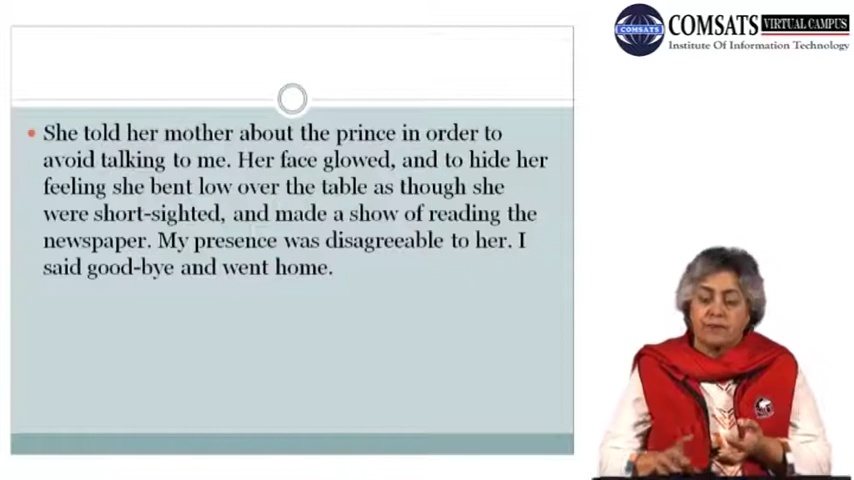 COMSATS VIRTUAL CAMPUS
Institute Of Information Technology
COMSATS
• She told her mother about the prince in order to
avoid talking to me. Her face glowed, and to hide her
feeling she bent low over the table as though she
were short-sighted, and made a show of reading the
newspaper. My presence was disagreeable to her. I
said good-bye and went home.